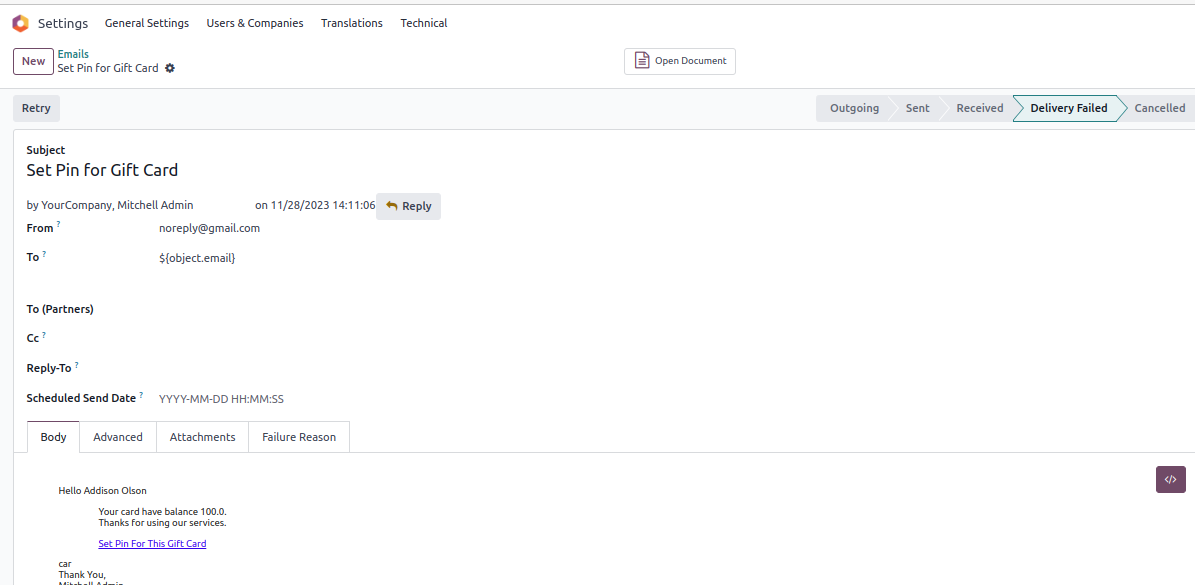 Settings General Settings Users & Companies Translations Technical
New Emails
Set Pin for Gift Card
Open Document
Retry
Outgoing Sent Received Delivery Failed Cancelled
Subject
Set Pin for Gift Card
by YourCompany, Mitchell Admin on 11/28/2023 14:11:06 Reply
From ? noreply@gmail.com
To ? ${object.email}
To (Partners)
Cc ?
Reply-To ?
Scheduled Send Date ? YYYY-MM-DD HH:MM:SS
Body Advanced Attachments Failure Reason
</>
Hello Addison Olson
Your card have balance 100.0.
Thanks for using our services.
Set Pin For This Gift Card
car
Thank You,
Mitchell Admin